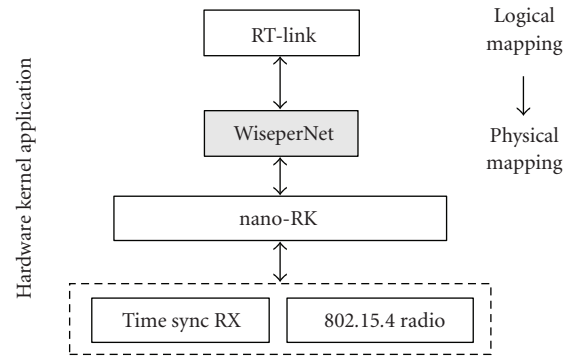 RT-link
WiseperNet
nano-RK
Time sync RX
802.15.4 radio
Hardware kernel application
Logical
mapping
Physical
mapping